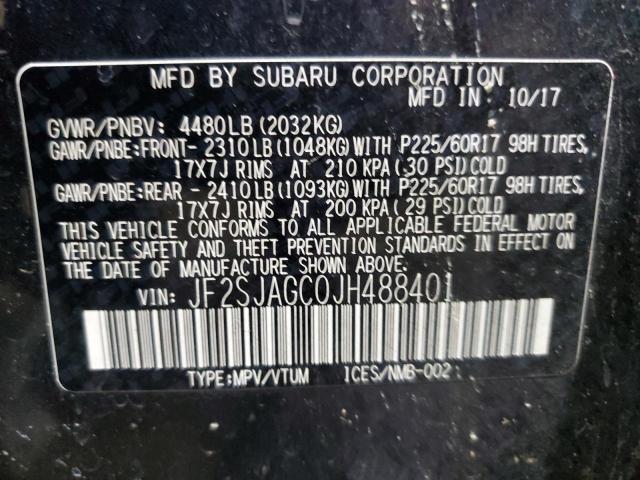 MFD BY SUBARU CORPORATION
MFD IN: 10/17
GVWR/PNBV: 4480LB(2032KG)
GAWR/PNBE:FRONT- 2310LB(1048KG)WITH P225/60R17 98H TIRES,
17X7J RIMS AT 210 KPA( 30 PSI)COLD
GAWR/PNBE:REAR - 2410LB(1093KG)WITH P225/60R17 98H TIRES,
17X7J RIMS AT 200 KPA( 29 PSI)COLD
THIS VEHICLE CONFORMS TO ALL APPLICABLE FEDERAL MOTOR
VEHICLE SAFETY AND THEFT PREVENTION STANDARDS IN EFFECT ON
THE DATE OF MANUFACTURE SHOWN ABOVE.
VIN: JF2SJAGC0JH488401
TYPE:MPV/VTUM ICES/NMB-002